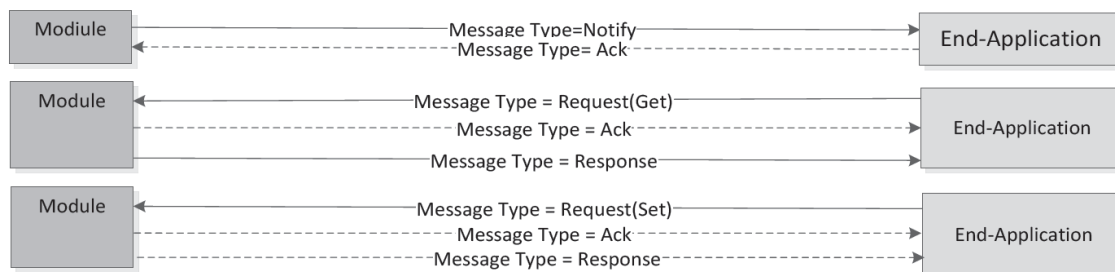 Modiule
Message Type=Notify
Message Type= Ack
End-Application
Module
Message Type = Request(Get)
Message Type = Ack
Message Type = Response
End-Application
Module
Message Type = Request(Set)
Message Type = Ack
Message Type = Response
End-Application